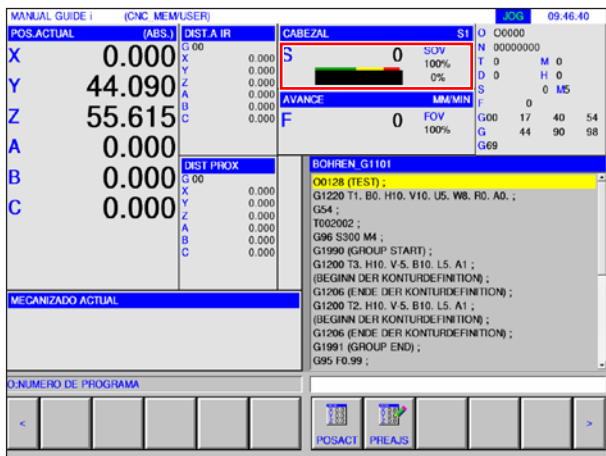 MANUAL GUIDE i (CNC_MEM/USER) JOG 09:46:40
POS.ACTUAL (ABS.)
X 0.000
Y 44.090
Z 55.615
A 0.000
B 0.000
C 0.000
DIST.A IR
G 00
X 0.000
Y 0.000
Z 0.000
A 0.000
B 0.000
C 0.000
CABEZAL S1
S 0 SOV
100%
0%
AVANCE MM/MIN
F 0 FOV
100%
O O0000
N 00000000
T 0 M 0
D 0 H 0
S 0 M5
F 0
G00 17 40 54
G 44 90 98
G69
DIST PROX
G 00
X 0.000
Y 0.000
Z 0.000
A 0.000
B 0.000
C 0.000
BOHREN_G1101
O0128 (TEST) ;
G1220 T1. B0. H10. V10. U5. W8. R0. A0. ;
G54 ;
T002002 ;
G96 S300 M4 ;
G1990 (GROUP START) ;
G1200 T3. H10. V-5. B10. L5. A1 ;
(BEGINN DER KONTURDEFINITION) ;
G1206 (ENDE DER KONTURDEFINITION) ;
G1200 T2. H10. V-5. B10. L5. A1 ;
(BEGINN DER KONTURDEFINITION) ;
G1206 (ENDE DER KONTURDEFINITION) ;
G1991 (GROUP END) ;
G95 F0.99 ;
MECANIZADO ACTUAL
O:NUMERO DE PROGRAMA
< POSACT PREAJS >